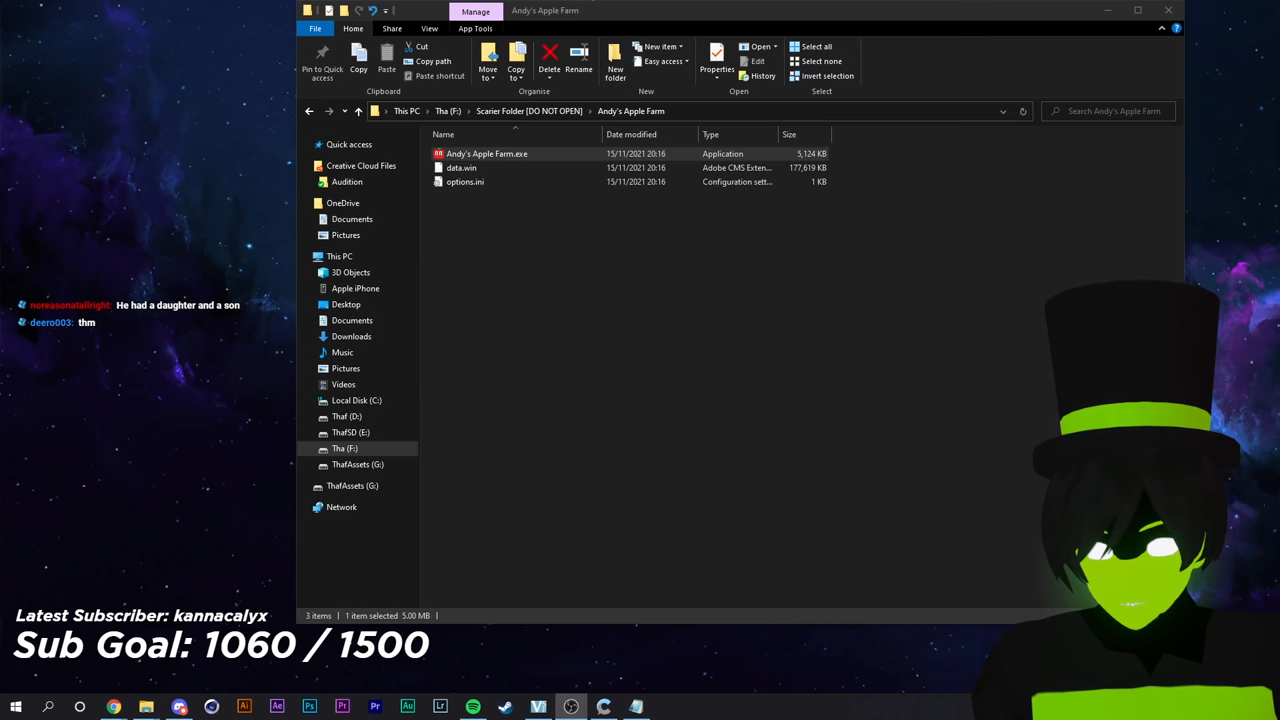 Manage
Andy's Apple Farm
File
Home
Share
View
App Tools
Pin to Quick
access
Copy
Paste
Cut
Copy path
Paste shortcut
Clipboard
Move
to
Copy
to
Delete
Rename
Organise
New
folder
New item
Easy access
New
Properties
Open
Edit
History
Open
Select all
Select none
Invert selection
Select
This PC
Tha (F:)
Scarier Folder [DO NOT OPEN]
Andy's Apple Farm
Search Andy's Apple Farm
Name
Date modified
Type
Size
Andy's Apple Farm.exe 15/11/2021 20:16 Application 5,124 KB
data.win 15/11/2021 20:16 Adobe CMS Exten... 177,619 KB
options.ini 15/11/2021 20:16 Configuration sett... 1 KB
Quick access
Creative Cloud Files
Audition
OneDrive
Documents
Pictures
This PC
3D Objects
Apple iPhone
Desktop
Documents
Downloads
Music
Pictures
Videos
Local Disk (C:)
Thaf (D:)
ThafSD (E:)
Tha (F:)
ThafAssets (G:)
ThafAssets (G:)
Network
3 items
1 item selected 5.00 MB
noreasonatallright: He had a daughter and a son
deero003: thm
Latest Subscriber: kannacalyx
Sub Goal: 1060 / 1500
Ai
Ae
Ps
Pr
Pr
Au
Lr